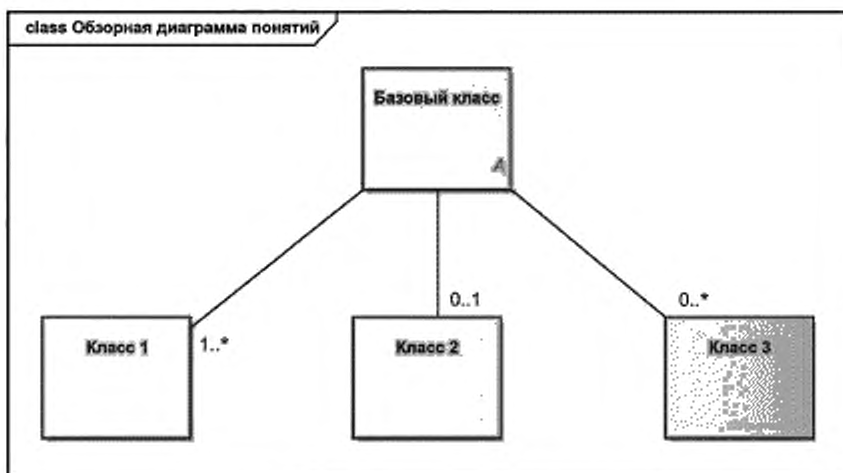 class Обзорная диаграмма понятий
Базовый класс
A
0..1
0..*
Класс 1
1..*
Класс 2
Класс 3